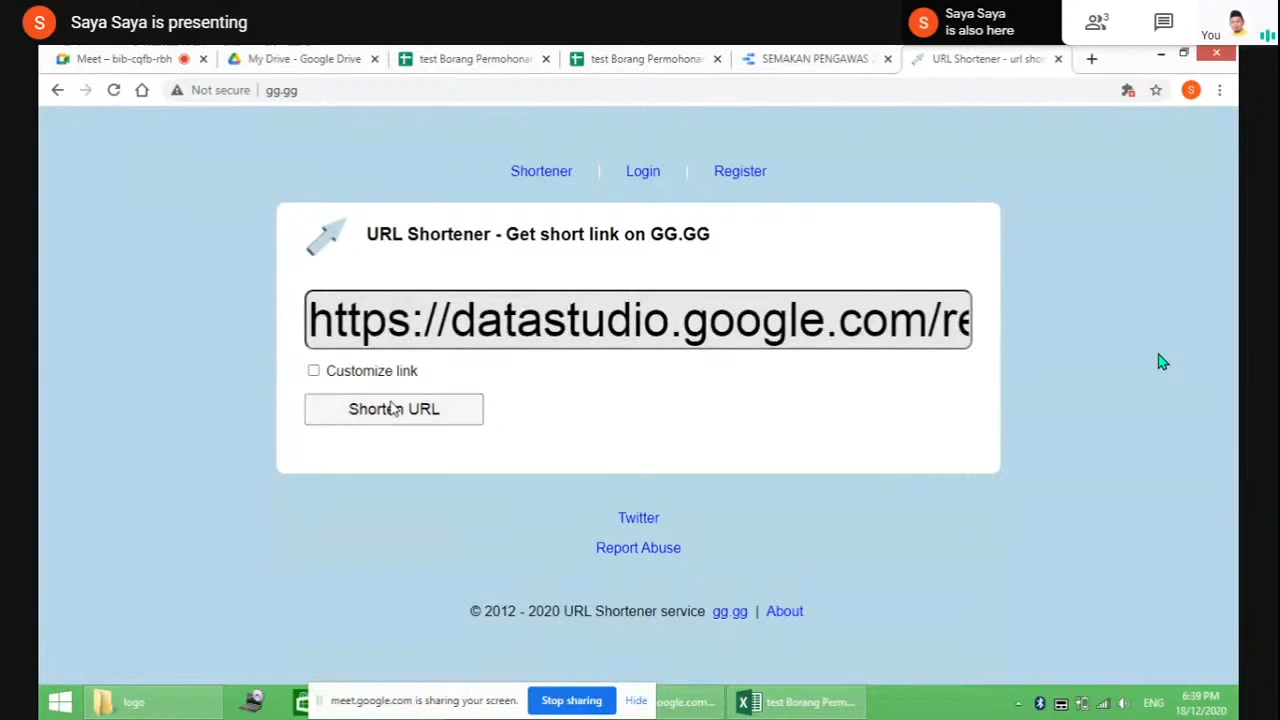 S Saya Saya is presenting
S Saya Saya is also here
3
You
Meet – bib-cqfb-rbh
My Drive - Google Drive
test Borang Permohonan
test Borang Permohonan
SEMAKAN PENGAWAS
URL Shortener - url shor
Not secure | gg.gg
S
Shortener | Login | Register
URL Shortener - Get short link on GG.GG
https://datastudio.google.com/re
Customize link
Shorten URL
Twitter
Report Abuse
© 2012 - 2020 URL Shortener service gg.gg | About
logo
meet.google.com is sharing your screen.
Stop sharing
Hide
oogle.com...
test Borang Perm...
ENG
6:39 PM
18/12/2020